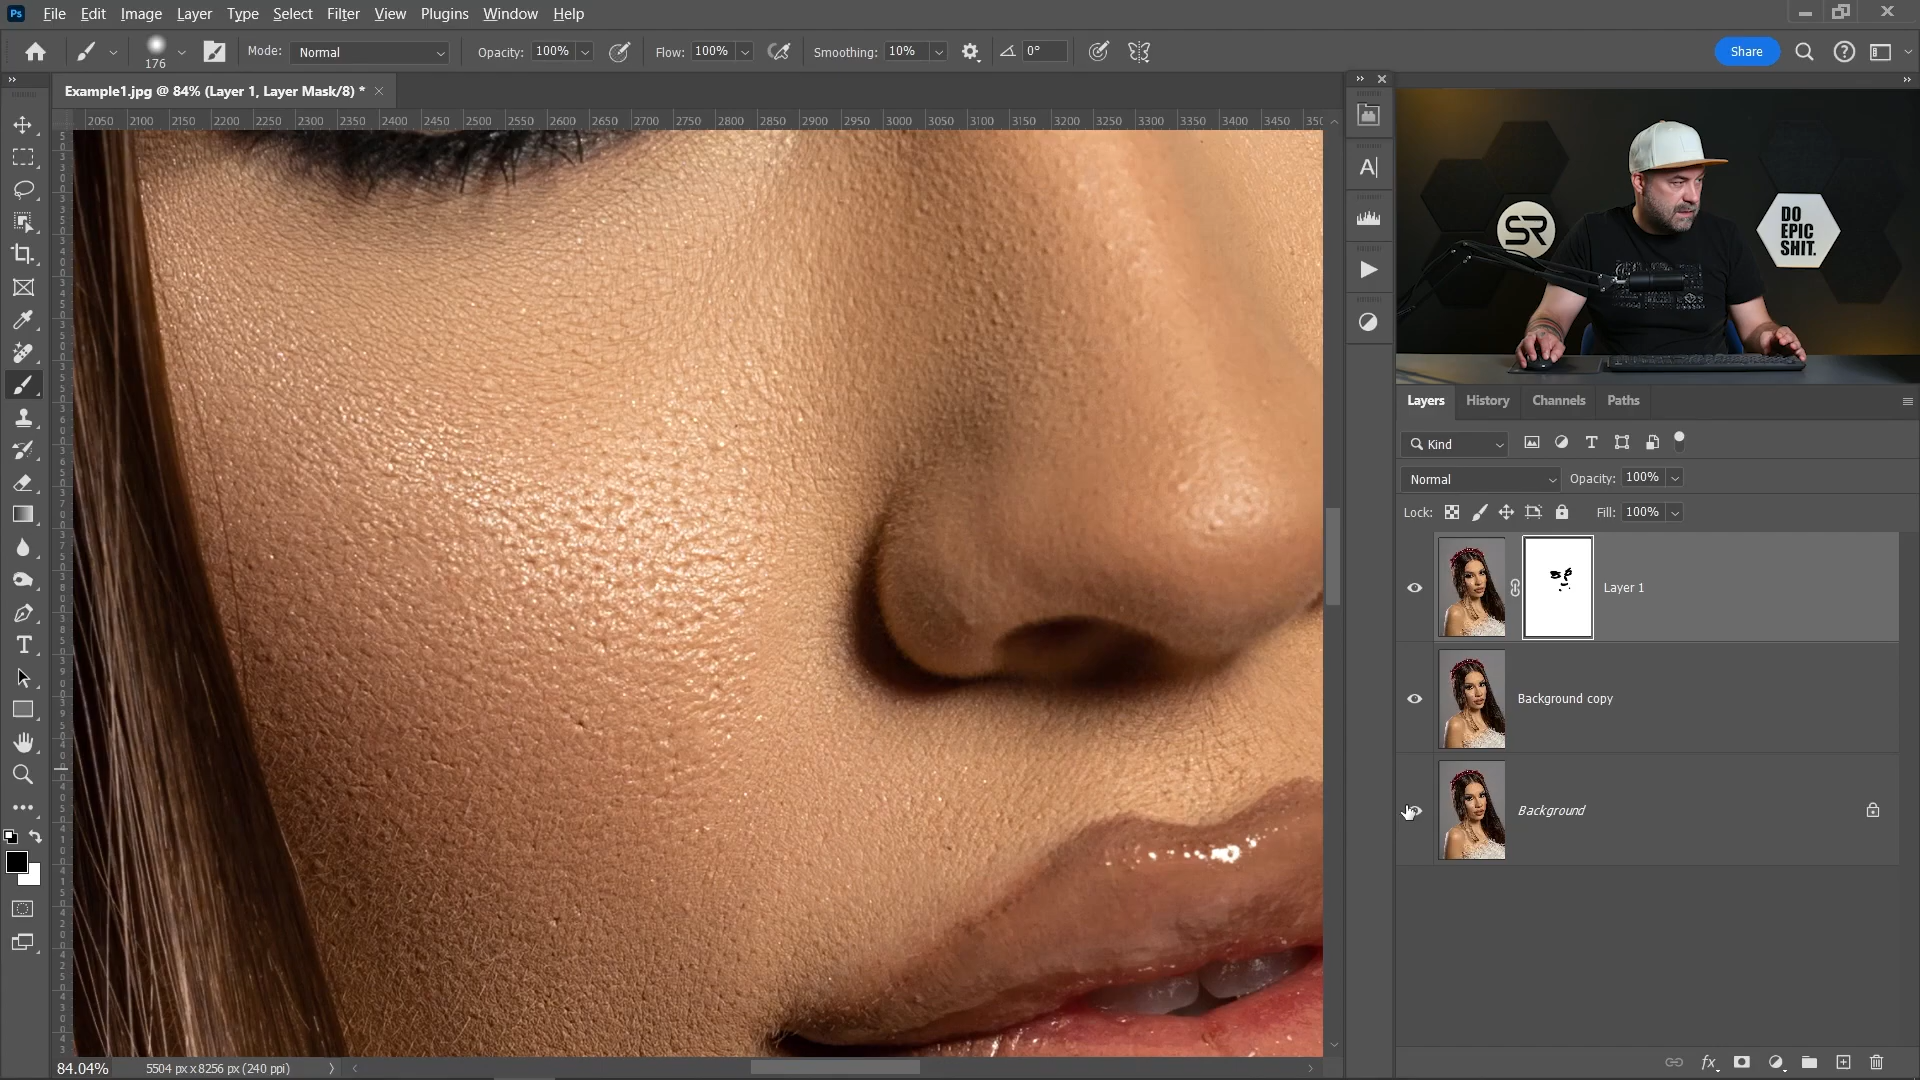 Ps File Edit Image Layer Type Select Filter View Plugins Window Help
176 Mode: Normal Opacity: 100% Flow: 100% Smoothing: 10% 0° Share
Example1.jpg @ 84% (Layer 1, Layer Mask/8) *
2050 2100 2150 2200 2250 2300 2350 2400 2450 2500 2550 2600 2650 2700 2750 2800 2850 2900 2950 3000 3050 3100 3150 3200 3250 3300 3350 3400 3450
SR
DO
EPIC
SHIT.
Layers History Channels Paths
Kind
Normal Opacity: 100%
Lock: Fill: 100%
Layer 1
Background copy
Background
84.04% 5504 px x 8256 px (240 ppi)